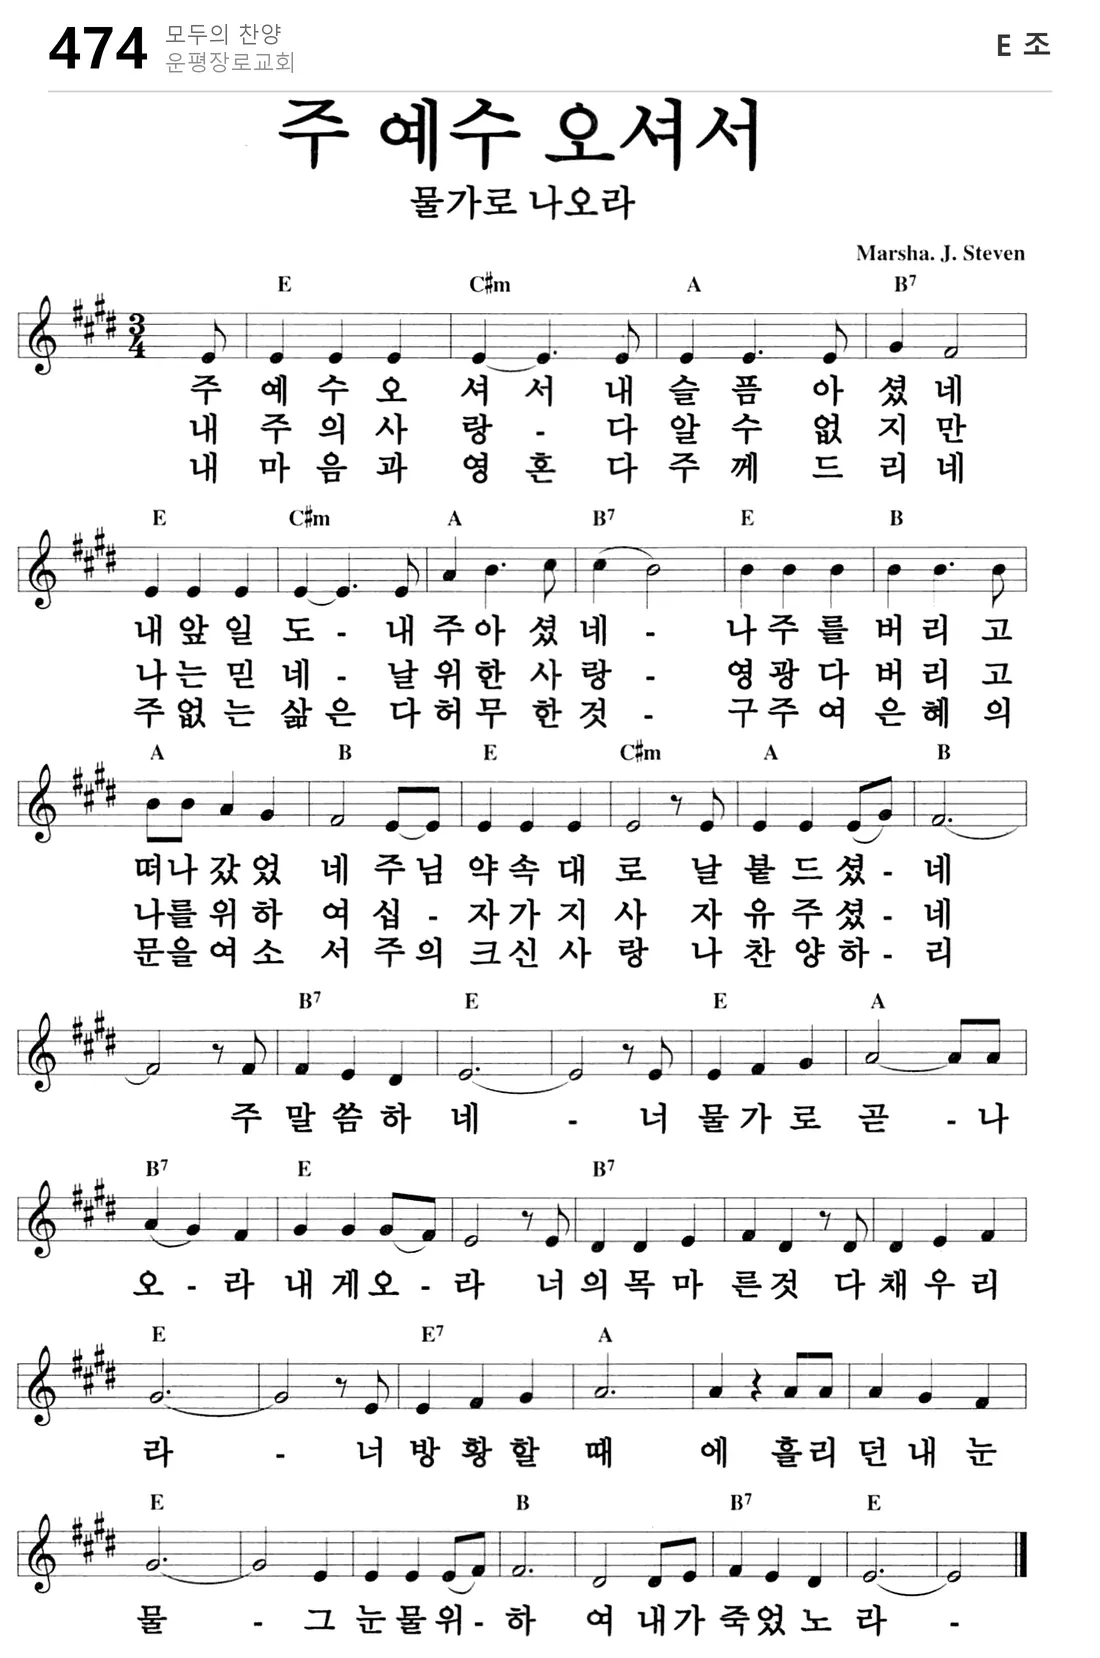 474 모두의 찬양
운평장로교회
E 조
주 예수 오셔서
물가로 나오라
Marsha. J. Steven
E C#m A B7
3/4
주 예 수 오 셔 서 내 슬 픔 아 셨 네
내 주 의 사 랑 - 다 알 수 없 지 만
내 마 음 과 영 혼 다 주 께 드 리 네
E C#m A B7 E B
내 앞 일 도 - 내 주 아 셨 네 - 나 주 를 버 리 고
나 는 믿 네 - 날 위 한 사 랑 - 영 광 다 버 리 고
주 없 는 삶 은 다 허 무 한 것 - 구 주 여 은 혜 의
A B E C#m A B
떠 나 갔 었 네 주 님 약 속 대 로 날 붙 드 셨 - 네
나 를 위 하 여 십 - 자 가 지 사 자 유 주 셨 - 네
문 을 여 소 서 주 의 크 신 사 랑 나 찬 양 하 - 리
B7 E E A
주 말 씀 하 네 - 너 물 가 로 곧 - 나
B7 E B7
오 - 라 내 게 오 - 라 너 의 목 마 른 것 다 채 우 리
E E7 A
라 - 너 방 황 할 때 에 흘 리 던 내 눈
E B B7 E
물 - 그 눈 물 위 - 하 여 내 가 죽 었 노 라 -